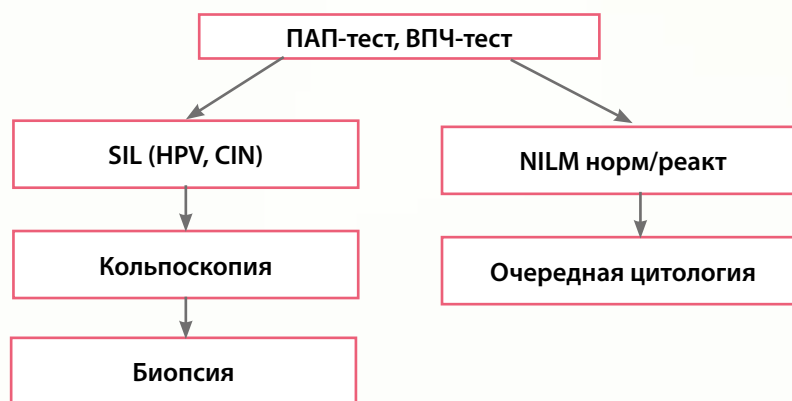 ПАП-тест, ВПЧ-тест
SIL (HPV, CIN)
NILM норм/реакт
Кольпоскопия
Очередная цитология
Биопсия